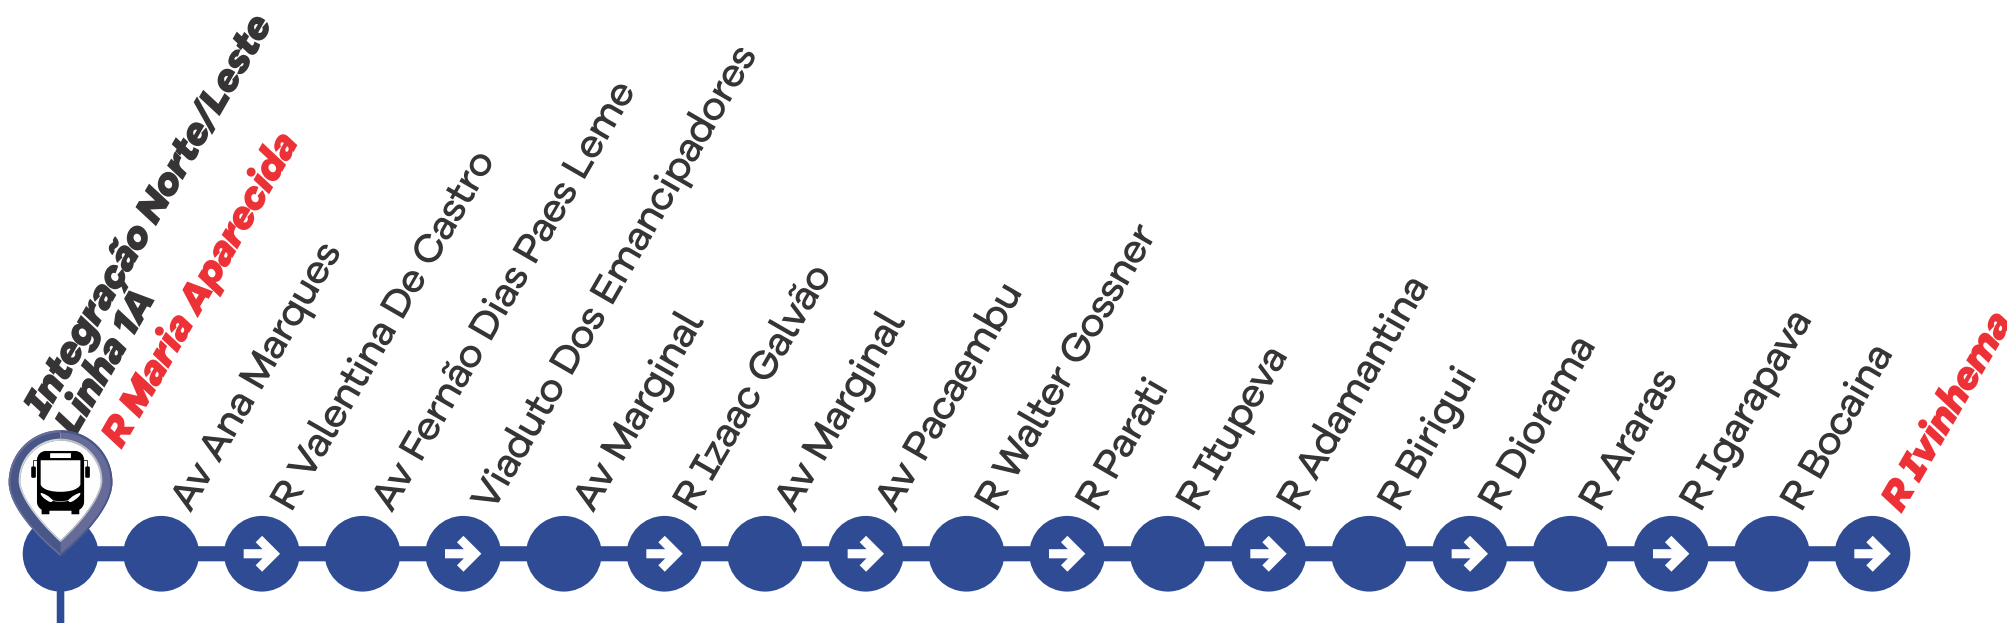 Integração Norte/Leste
Linha 1A
R Maria Aparecida
Av Ana Marques
R Valentina De Castro
Av Fernão Dias Paes Leme
Viaduto Dos Emancipadores
Av Marginal
R Izaac Galvão
Av Marginal
Av Pacaembu
R Walter Gossner
R Parati
R Itupeva
R Adamantina
R Birigui
R Diorama
R Araras
R Igarapava
R Bocaina
R Ivinhema